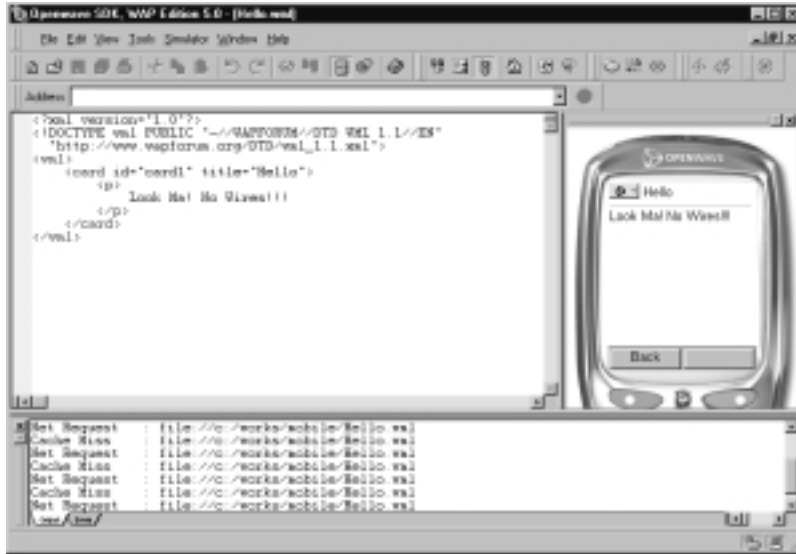 Openwave SDK, WAP Edition 5.0 - [Hello.wml]
File Edit View Tools Simulator Window Help
Address
<?xml version="1.0"?>
<!DOCTYPE wml PUBLIC "-//WAPFORUM//DTD WML 1.1//EN"
"http://www.wapforum.org/DTD/wml_1.1.xml">
<wml>
<card id="card1" title="Hello">
<p>
Look Ma! No Wires!!!
</p>
</card>
</wml>
OPENWAVE
Hello
Look Ma! No Wires!!!
Back
Net Request : file://c:/works/mobile/Hello.wml
Cache Miss : file://c:/works/mobile/Hello.wml
Net Request : file://c:/works/mobile/Hello.wml
Cache Miss : file://c:/works/mobile/Hello.wml
Net Request : file://c:/works/mobile/Hello.wml
Cache Miss : file://c:/works/mobile/Hello.wml
Net Request : file://c:/works/mobile/Hello.wml